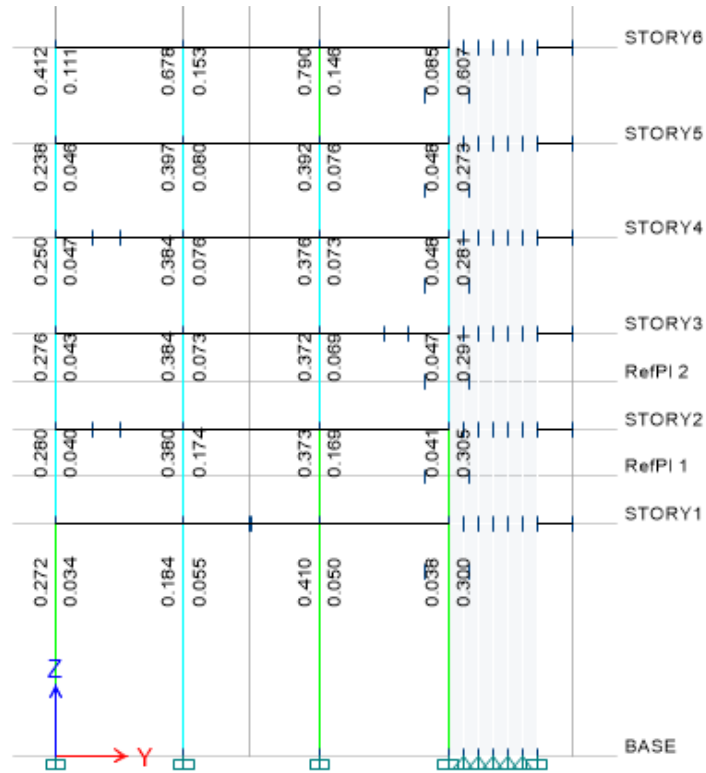 STORY6
0.412 0.111 0.678 0.153 0.790 0.146 0.085 0.607
STORY5
0.238 0.046 0.397 0.080 0.392 0.076 0.048 0.273
STORY4
0.250 0.047 0.384 0.076 0.376 0.073 0.048 0.281
STORY3
0.276 0.043 0.384 0.073 0.372 0.069 0.047 0.291
RefPl 2
STORY2
0.280 0.040 0.380 0.174 0.373 0.169 0.041 0.305
RefPl 1
STORY1
0.272 0.034 0.184 0.055 0.410 0.050 0.038 0.300
Z
Y
BASE